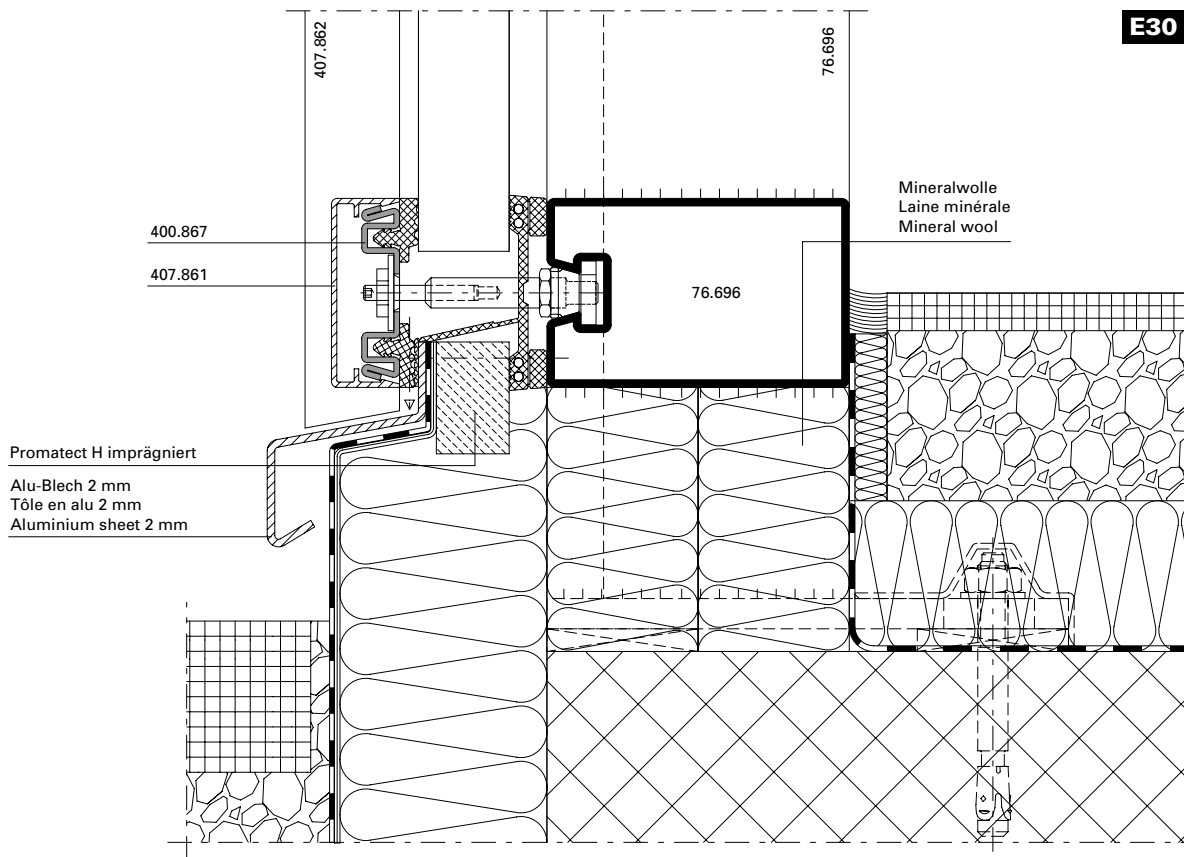 407.862
76.696
E30
Mineralwolle
Laine minérale
Mineral wool
400.867
407.861
76.696
Promatect H imprägniert
Alu-Blech 2 mm
Tôle en alu 2 mm
Aluminium sheet 2 mm